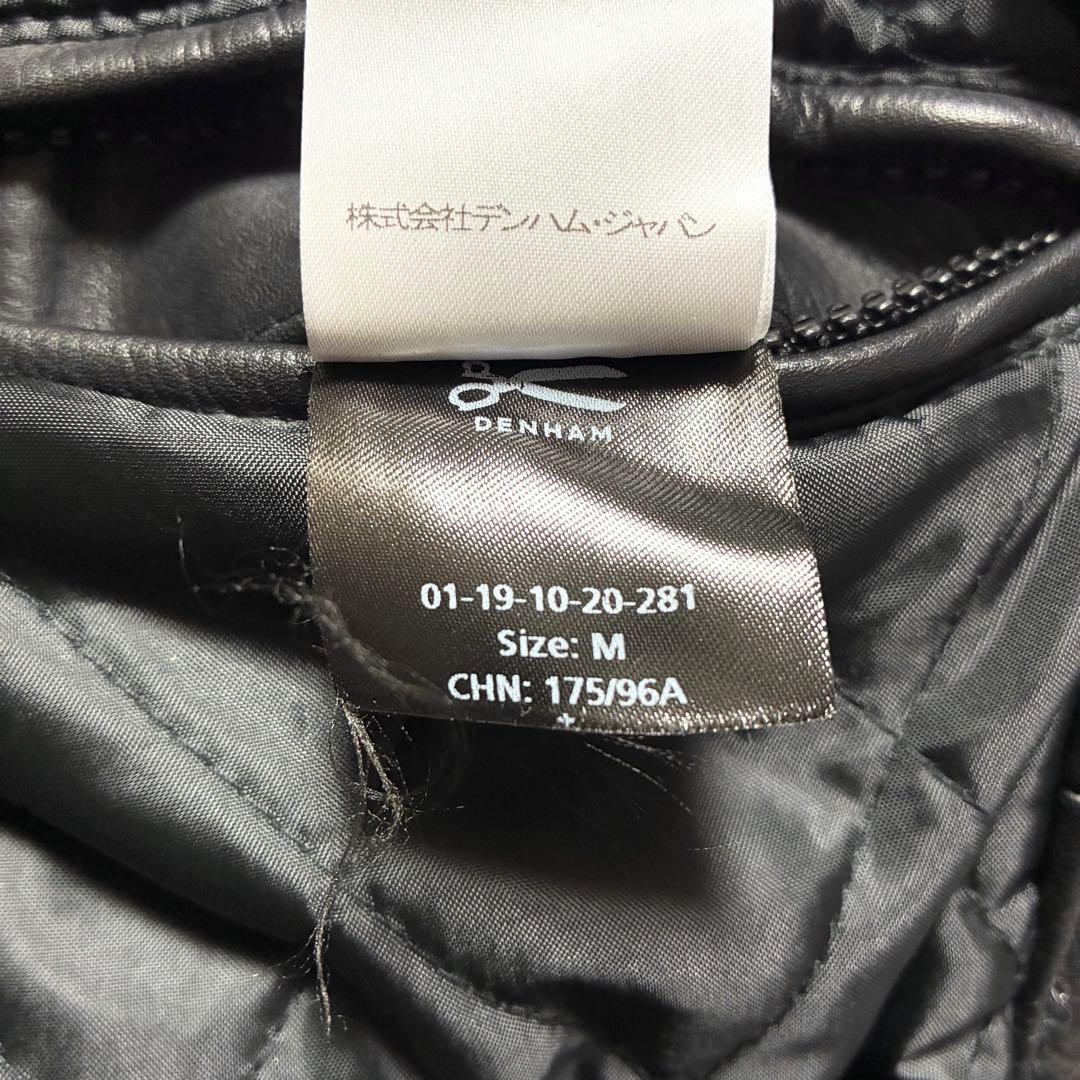 株式会社デンハム・ジャパン
DENHAM
01-19-10-20-281
Size: M
CHN: 175/96A